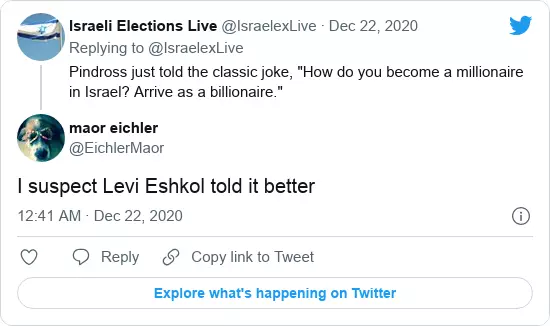 Israeli Elections Live @IsraelexLive · Dec 22, 2020
Replying to @IsraelexLive
Pindross just told the classic joke, "How do you become a millionaire
in Israel? Arrive as a billionaire."
maor eichler
@EichlerMaor
I suspect Levi Eshkol told it better
12:41 AM · Dec 22, 2020
Reply Copy link to Tweet
Explore what's happening on Twitter